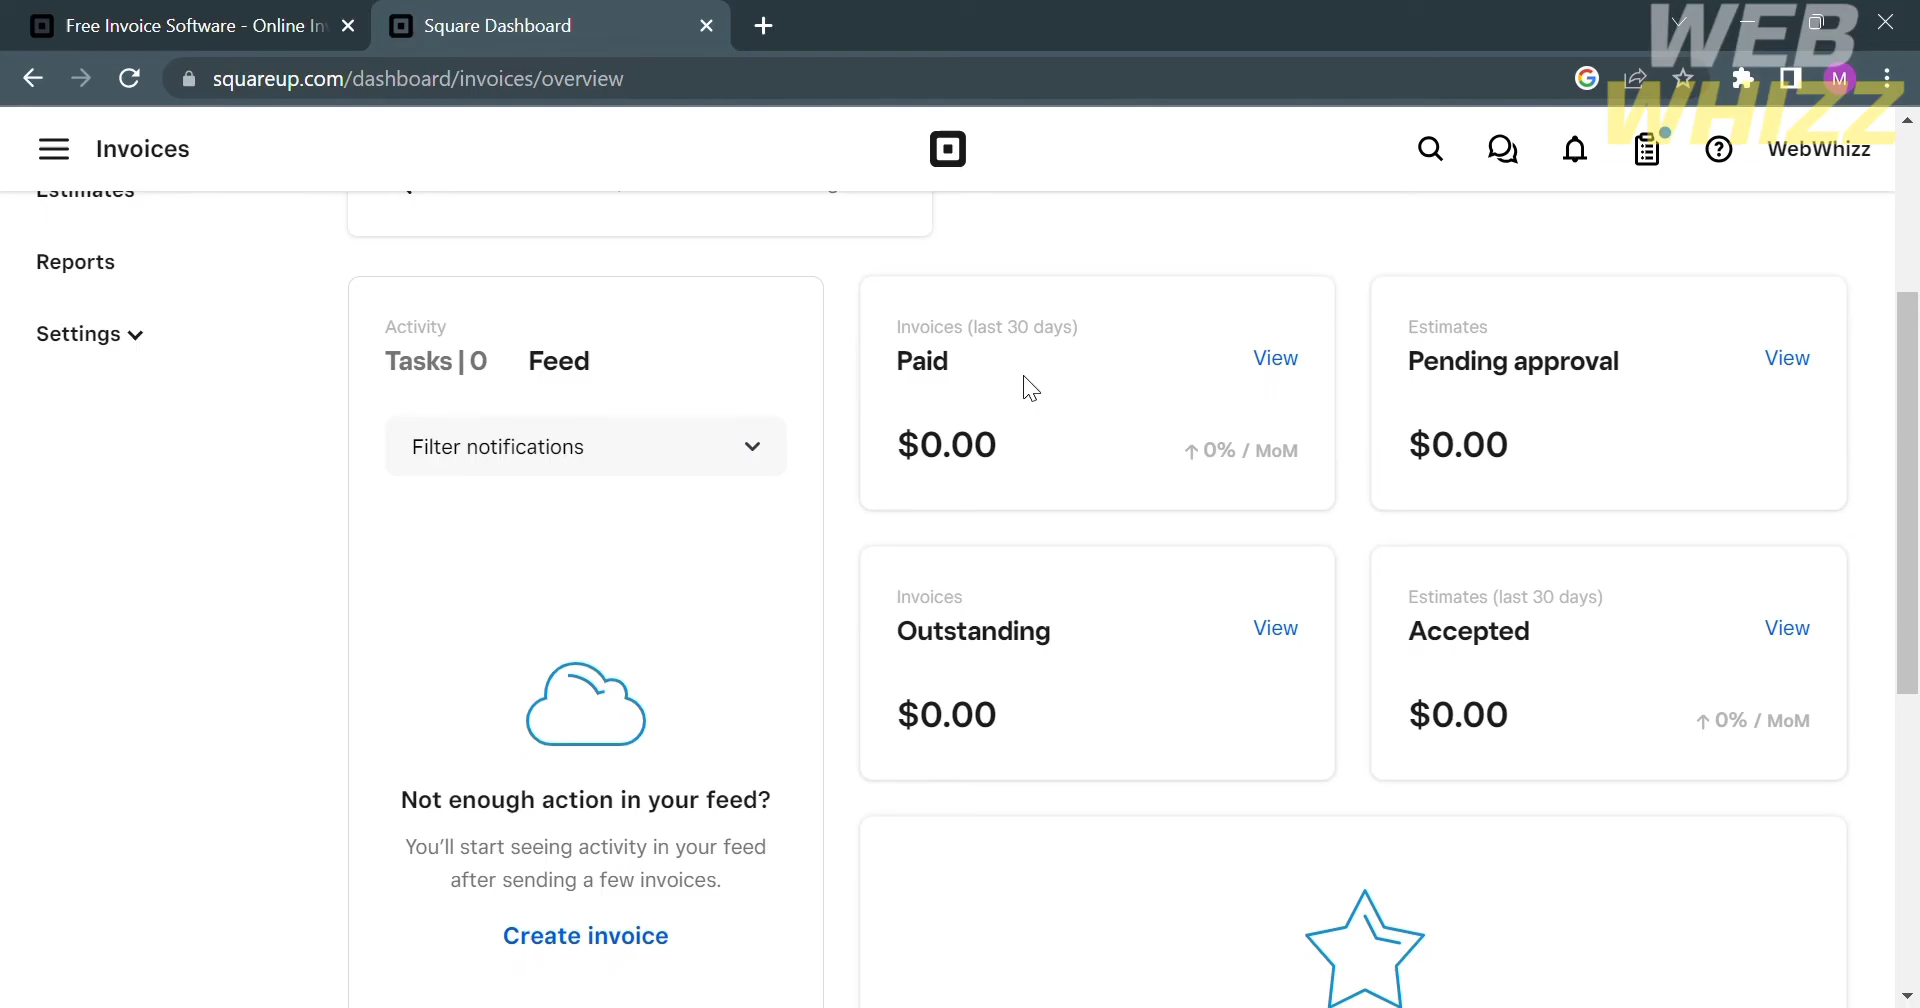 Free Invoice Software - Online In
Square Dashboard
squareup.com/dashboard/invoices/overview
M
WEB
WHIZZ
Invoices
WebWhizz
Estimates
Reports
Settings
Activity
Tasks | 0 Feed
Filter notifications
Not enough action in your feed?
You'll start seeing activity in your feed
after sending a few invoices.
Create invoice
Invoices (last 30 days)
Paid View
$0.00 ↑ 0% / MoM
Estimates
Pending approval View
$0.00
Invoices
Outstanding View
$0.00
Estimates (last 30 days)
Accepted View
$0.00 ↑ 0% / MoM